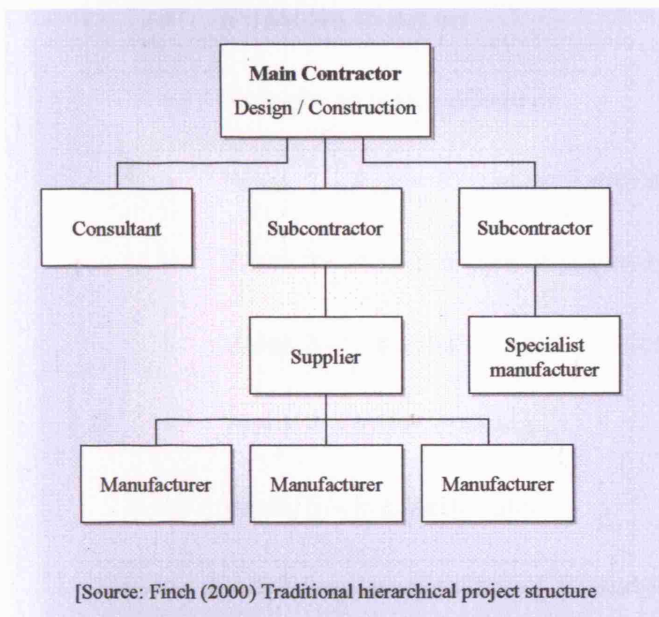 Main Contractor
Design / Construction
Consultant
Subcontractor
Subcontractor
Supplier
Specialist
manufacturer
Manufacturer
Manufacturer
Manufacturer
[Source: Finch (2000) Traditional hierarchical project structure